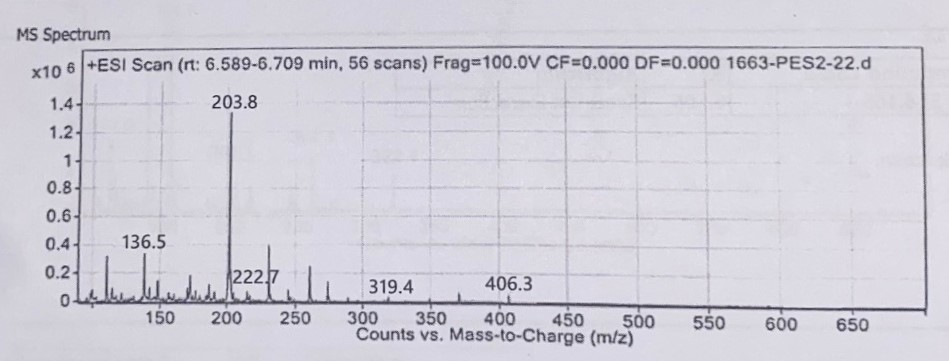 MS Spectrum
x10 6
+ESI Scan (rt: 6.589-6.709 min, 56 scans) Frag=100.0V CF=0.000 DF=0.000 1663-PES2-22.d
1.4
203.8
1.2
1
0.8
0.6
0.4
136.5
0.2
222.7
319.4
406.3
0
150 200 250 300 350 400 450 500 550 600 650
Counts vs. Mass-to-Charge (m/z)